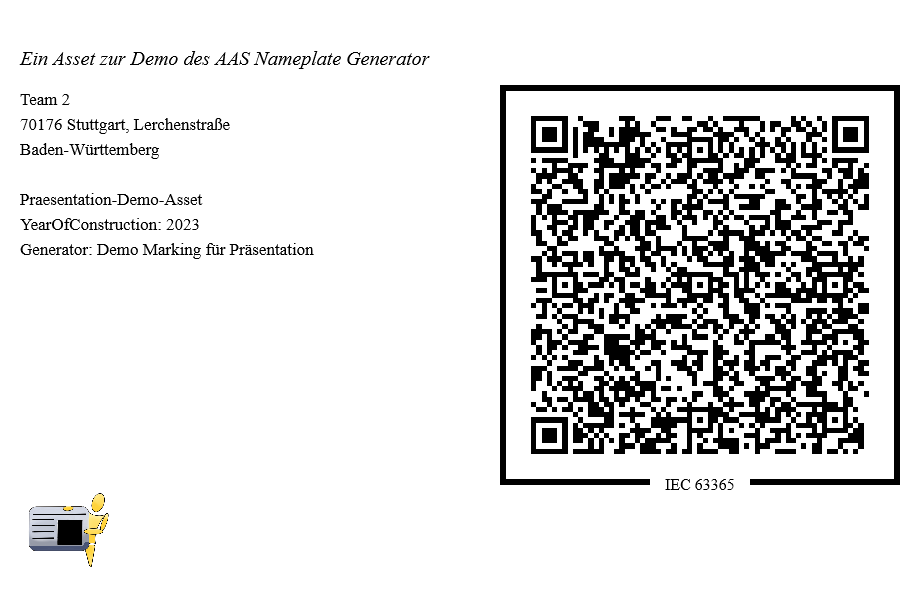 Ein Asset zur Demo des AAS Nameplate Generator
Team 2
70176 Stuttgart, Lerchenstraße
Baden-Württemberg
Praesentation-Demo-Asset
YearOfConstruction: 2023
Generator: Demo Marking für Präsentation
IEC 63365